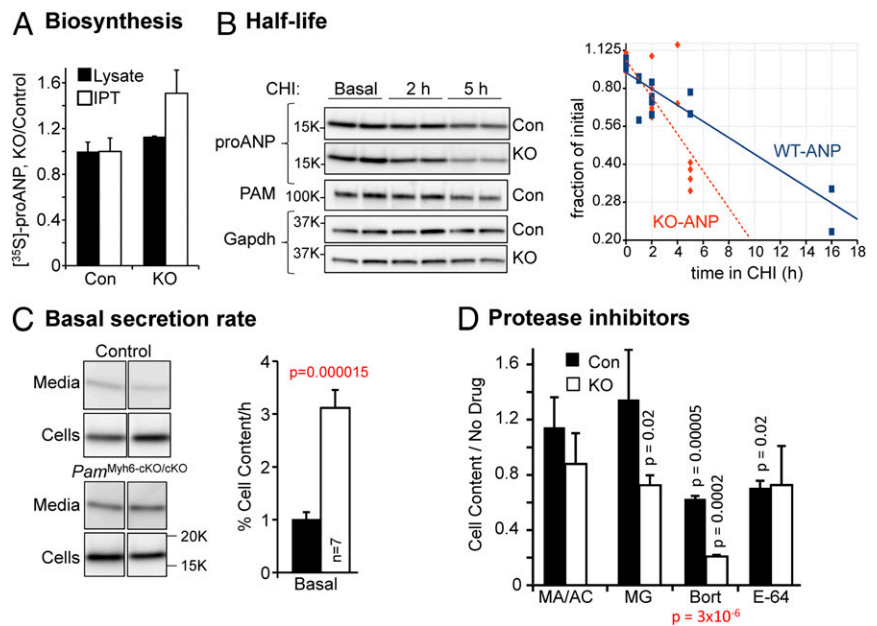 A Biosynthesis
[³⁵S]-proANP, KO/Control
1.6
1.2
0.8
0.4
0
Lysate
IPT
Con KO
B Half-life
CHI: Basal 2 h 5 h
proANP
15K
Con
15K
KO
PAM 100K Con
Gapdh
37K
Con
37K
KO
fraction of initial
1.125
0.80
0.56
0.40
0.28
0.20
WT-ANP
KO-ANP
0 2 4 6 8 10 12 14 16 18
time in CHI (h)
C Basal secretion rate
Control
Media
Cells
Pam^Myh6-cKO/cKO
Media
Cells
20K
15K
% Cell Content/h
4
3
2
1
0
p=0.000015
n=7
Basal
D Protease inhibitors
Cell Content / No Drug
1.6
1.2
0.8
0.4
0
Con
KO
p = 0.02
p = 0.00005
p = 0.0002
p = 0.02
MA/AC MG Bort E-64
p = 3x10⁻⁶